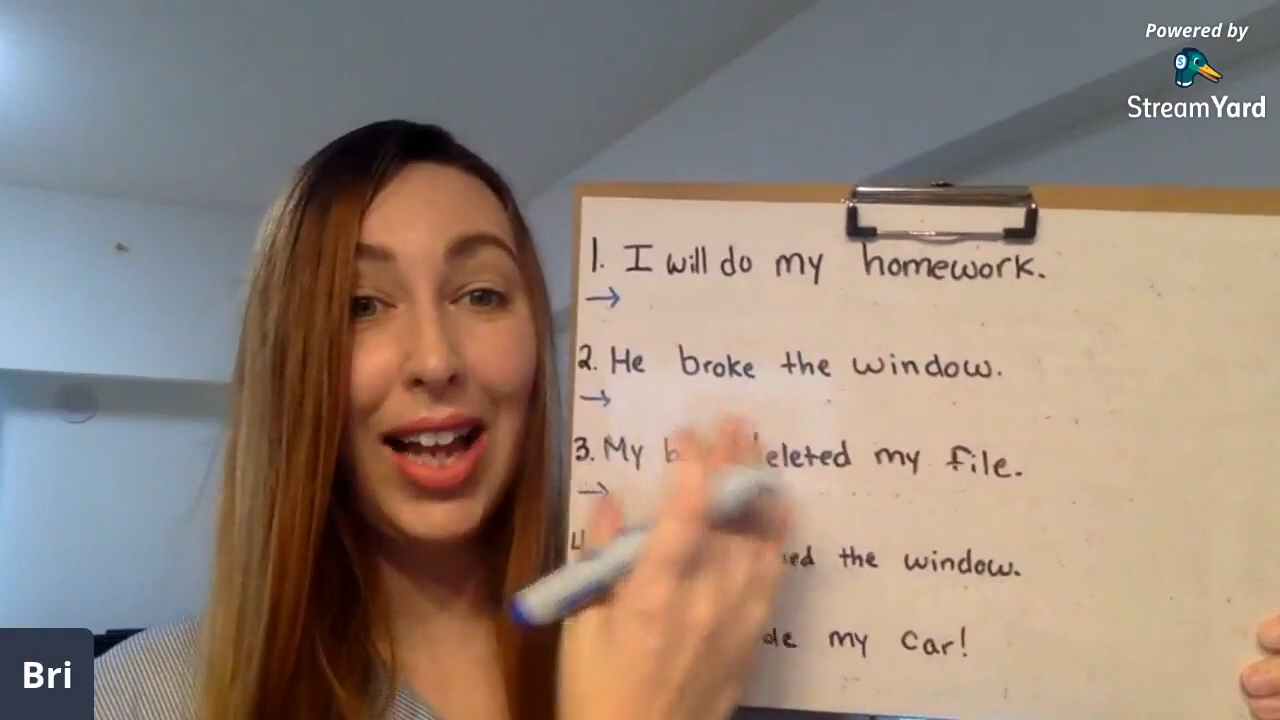 Powered by
StreamYard
1. I will do my homework.
→
2. He broke the window.
→
3. My deleted my file.
→
4 the window.
my car!
Bri